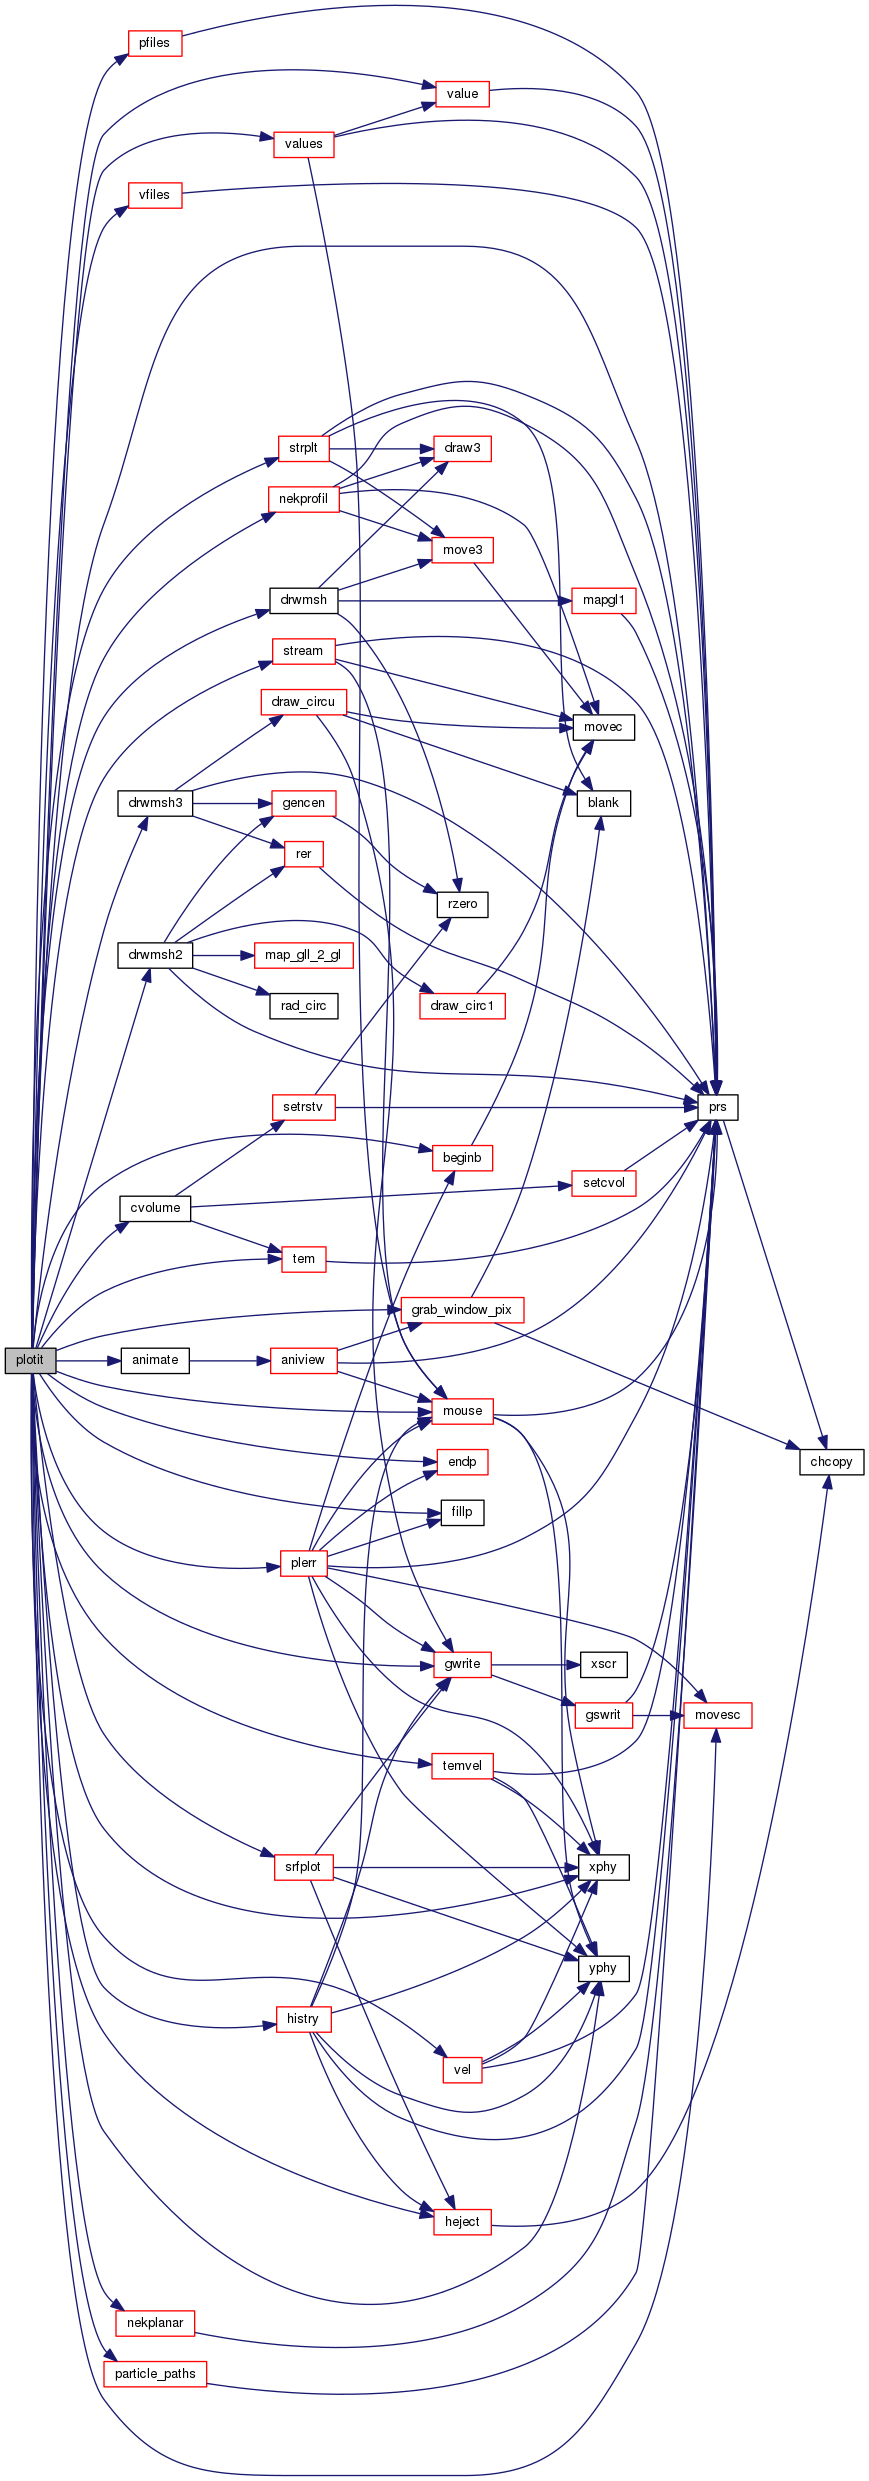 pfiles
value
values
vfiles
strplt
draw3
nekprofil
move3
drwmsh
mapgl1
stream
draw_circu
movec
drwmsh3
gencen
blank
rer
rzero
drwmsh2
map_gll_2_gl
rad_circ
draw_circ1
setrstv
prs
beginb
setcvol
cvolume
tem
grab_window_pix
plotit
animate
aniview
mouse
endp
chcopy
fillp
plerr
gwrite
xscr
gswrit
movesc
temvel
srfplot
xphy
yphy
histry
vel
heject
nekplanar
particle_paths